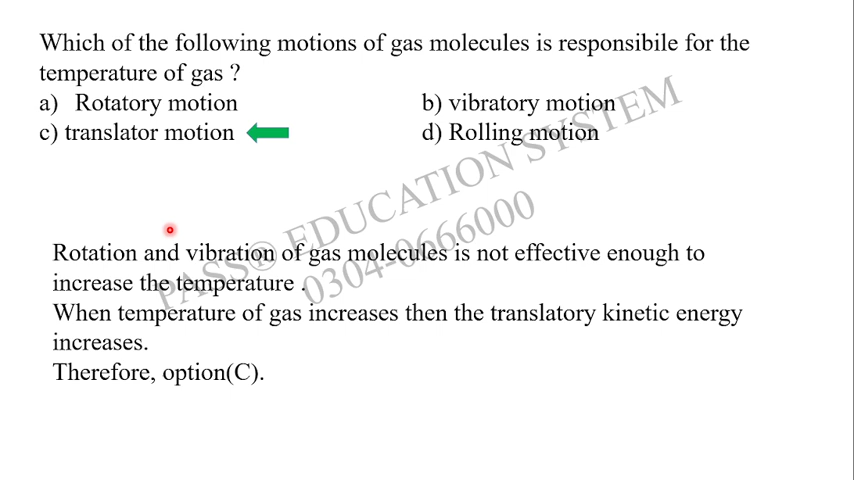 Which of the following motions of gas molecules is responsibile for the
temperature of gas ?
a) Rotatory motion
b) vibratory motion
c) translator motion
d) Rolling motion
PASS® EDUCATION SYSTEM
0304-0666000
Rotation and vibration of gas molecules is not effective enough to
increase the temperature .
When temperature of gas increases then the translatory kinetic energy
increases.
Therefore, option(C).